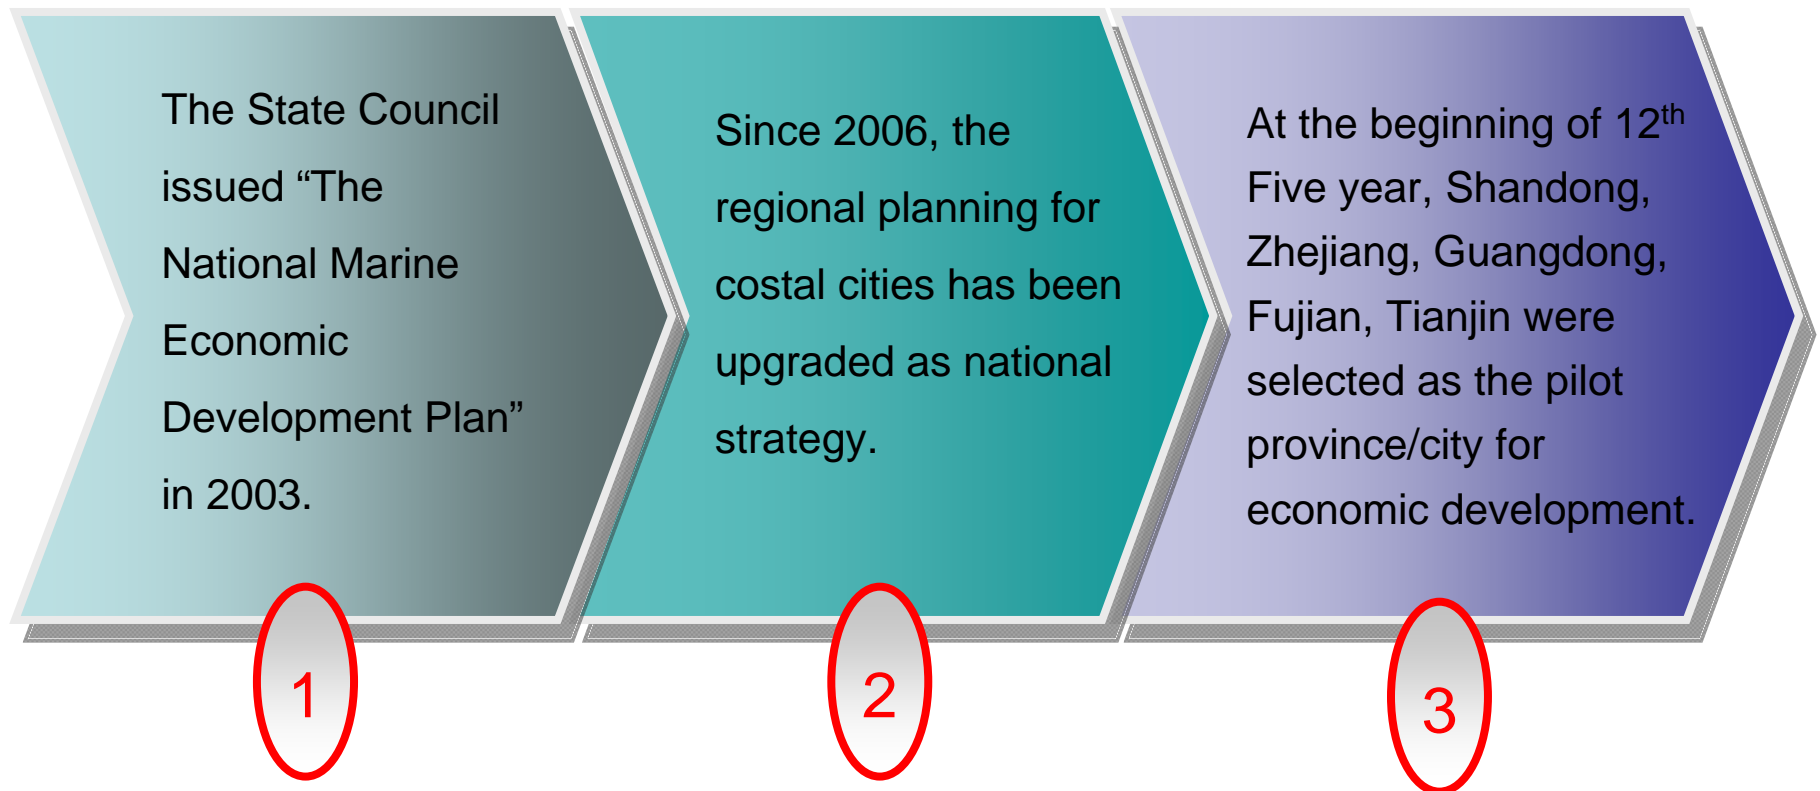 The State Council
issued “The
National Marine
Economic
Development Plan”
in 2003.
1
Since 2006, the
regional planning for
costal cities has been
upgraded as national
strategy.
2
At the beginning of 12th
Five year, Shandong,
Zhejiang, Guangdong,
Fujian, Tianjin were
selected as the pilot
province/city for
economic development.
3